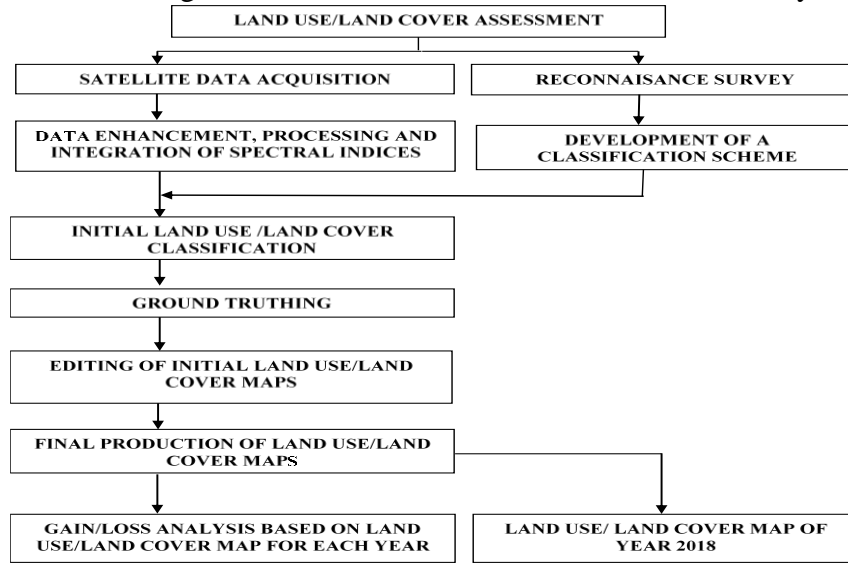 LAND USE/LAND COVER ASSESSMENT
SATELLITE DATA ACQUISITION
RECONNAISANCE SURVEY
DATA ENHANCEMENT, PROCESSING AND
INTEGRATION OF SPECTRAL INDICES
DEVELOPMENT OF A
CLASSIFICATION SCHEME
INITIAL LAND USE /LAND COVER
CLASSIFICATION
GROUND TRUTHING
EDITING OF INITIAL LAND USE/LAND
COVER MAPS
FINAL PRODUCTION OF LAND USE/LAND
COVER MAPS
GAIN/LOSS ANALYSIS BASED ON LAND
USE/LAND COVER MAP FOR EACH YEAR
LAND USE/ LAND COVER MAP OF
YEAR 2018